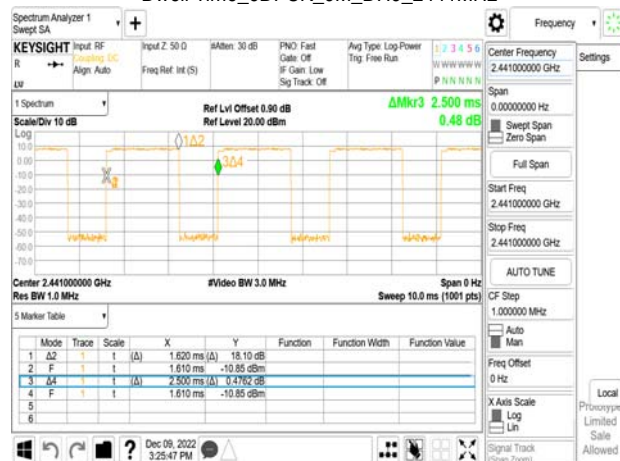 Spectrum Analyzer 1
Swept SA
+
Frequency
KEYSIGHT
R
Input: RF
Coupling: DC
Align: Auto
Input Z: 50 Ω
Freq Ref: Int (S)
#Atten: 30 dB
PNO: Fast
Gate: Off
IF Gain: Low
Sig Track: Off
Avg Type: Log-Power
Trig: Free Run
1 2 3 4 5 6
W W W W W W
P N N N N N
LV
1 Spectrum
Scale/Div 10 dB
Ref Lvl Offset 0.90 dB
Ref Level 20.00 dBm
ΔMkr3 2.500 ms
0.48 dB
Log
10.0
0.00
-10.0
-20.0
-30.0
-40.0
-50.0
-60.0
-70.0
1Δ2
3Δ4
Center 2.441000000 GHz
Res BW 1.0 MHz
#Video BW 3.0 MHz
Span 0 Hz
Sweep 10.0 ms (1001 pts)
5 Marker Table
Mode Trace Scale X Y Function Function Width Function Value
1 Δ2 1 t (Δ) 1.620 ms (Δ) 18.10 dB
2 F 1 t 1.610 ms -10.85 dBm
3 Δ4 1 t (Δ) 2.500 ms (Δ) 0.4762 dB
4 F 1 t 1.610 ms -10.85 dBm
5
6
?
Dec 09, 2022
3:25:47 PM
Center Frequency
2.441000000 GHz
Settings
Span
0.00000000 Hz
Swept Span
Zero Span
Full Span
Start Freq
2.441000000 GHz
Stop Freq
2.441000000 GHz
AUTO TUNE
CF Step
1.000000 MHz
Auto
Man
Freq Offset
0 Hz
X Axis Scale
Log
Lin
Signal Track
(Span Zoom)
Local
Prototype
Limited
Sale
Allowed